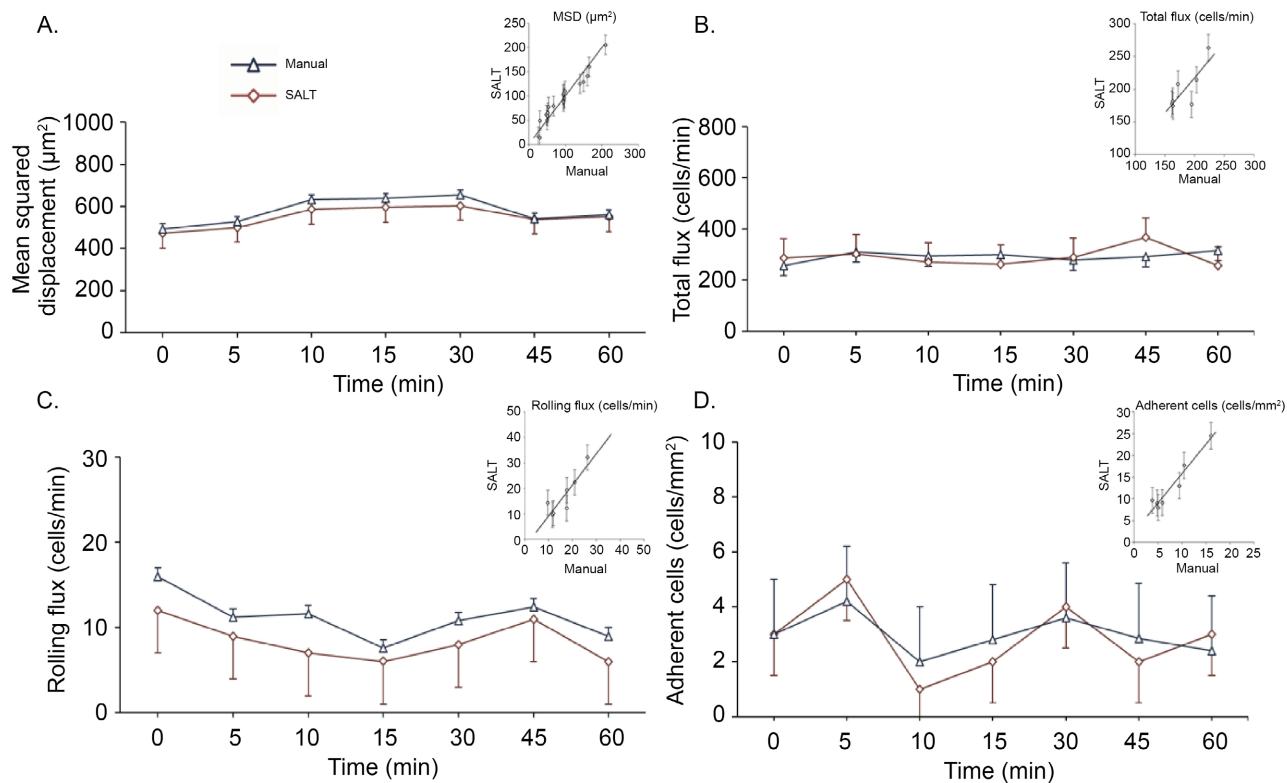 A.
Manual
SALT
MSD (µm²)
250
200
150
100
50
0
SALT
0 100 200 300
Manual
Mean squared
displacement (µm²)
1000
800
600
400
200
0
0 5 10 15 30 45 60
Time (min)
B.
Total flux (cells/min)
300
250
200
150
100
SALT
100 150 200 250 300
Manual
Total flux (cells/min)
800
600
400
200
0
0 5 10 15 30 45 60
Time (min)
C.
Rolling flux (cells/min)
50
40
30
20
10
0
SALT
0 10 20 30 40 50
Manual
Rolling flux (cells/min)
30
20
10
0
0 5 10 15 30 45 60
Time (min)
D.
Adherent cells (cells/mm²)
30
25
20
15
10
5
0
SALT
0 5 10 15 20 25
Manual
Adherent cells (cells/mm²)
10
8
6
4
2
0
0 5 10 15 30 45 60
Time (min)